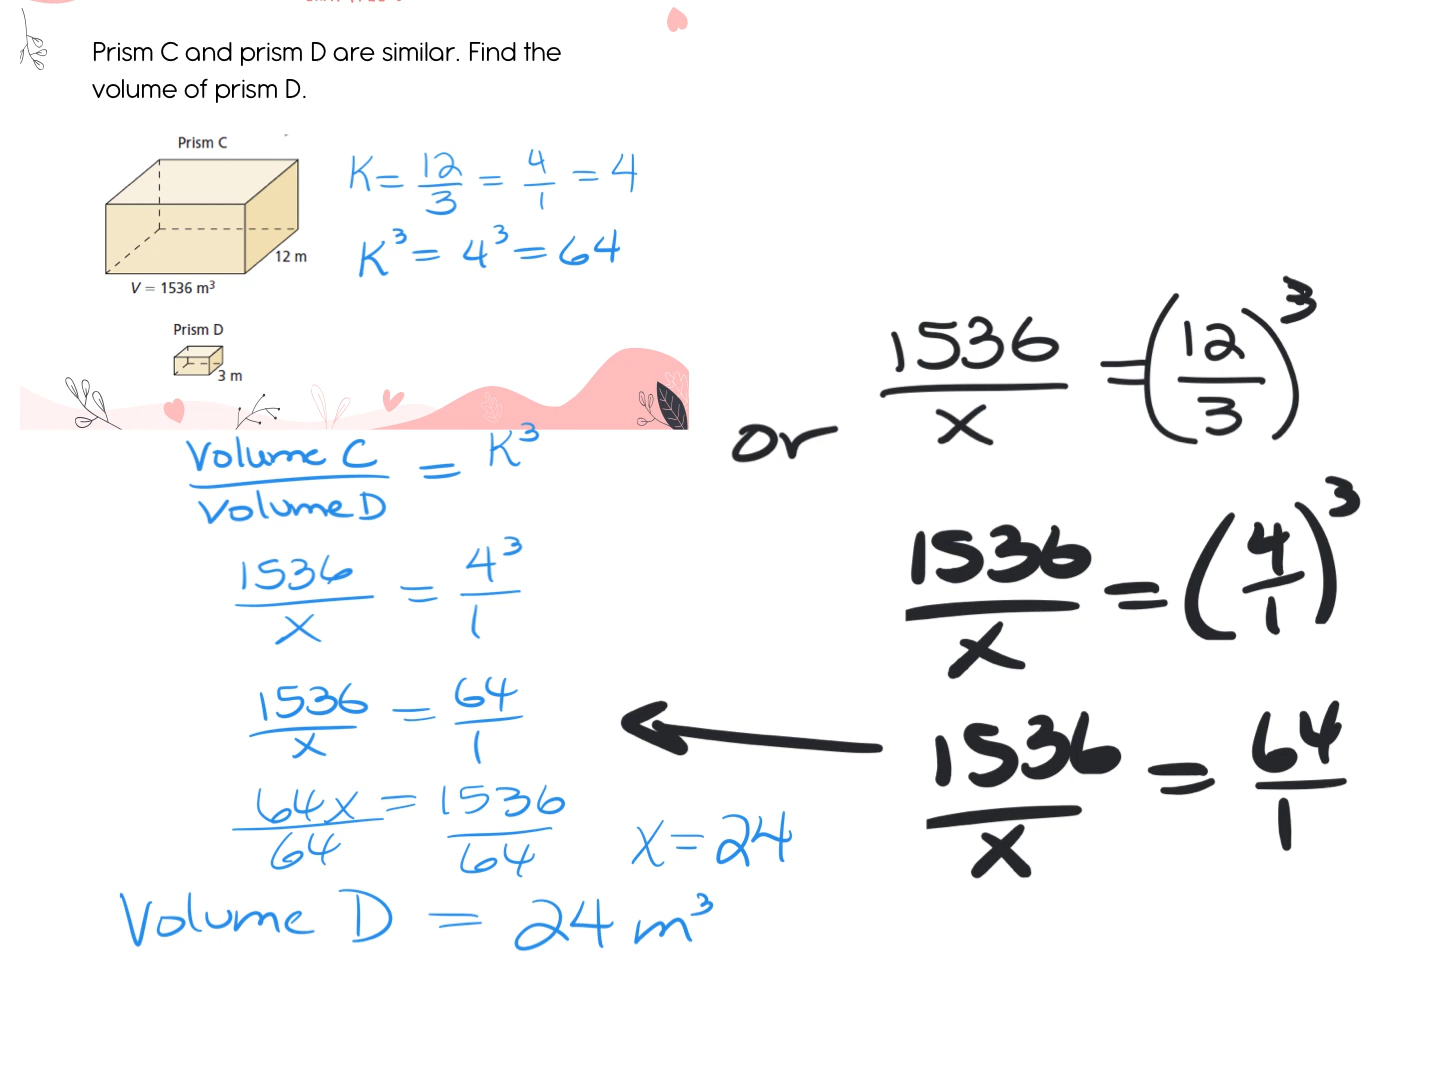 Prism C and prism D are similar. Find the
volume of prism D.
Prism C
12 m
V = 1536 m³
Prism D
3 m
K = 12/3 = 4/1 = 4
K³ = 4³ = 64
Volume C / Volume D = K³
1536/x = 4³/1
1536/x = 64/1
64x/64 = 1536/64
x = 24
Volume D = 24 m³
or
1536/x = (12/3)³
1536/x = (4/1)³
1536/x = 64/1